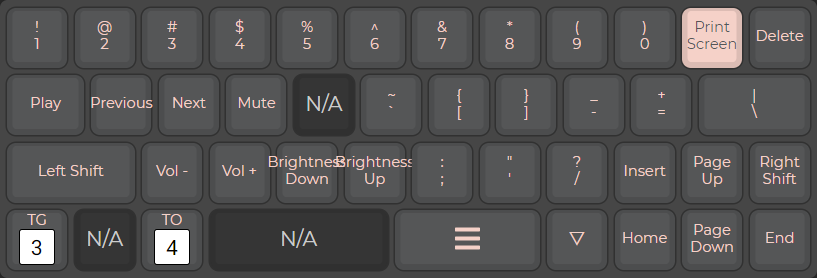 ! @ # $ % ^ & * ( ) Print
1 2 3 4 5 6 7 8 9 0 Screen Delete
Play Previous Next Mute N/A ~ { } _ + |
` [ ] - = \
Left Shift Vol - Vol + Brightness Brightness : " ? Insert Page Right
Down Up ; ' / Up Shift
TG TO
3 N/A 4 N/A Home Page End
Down